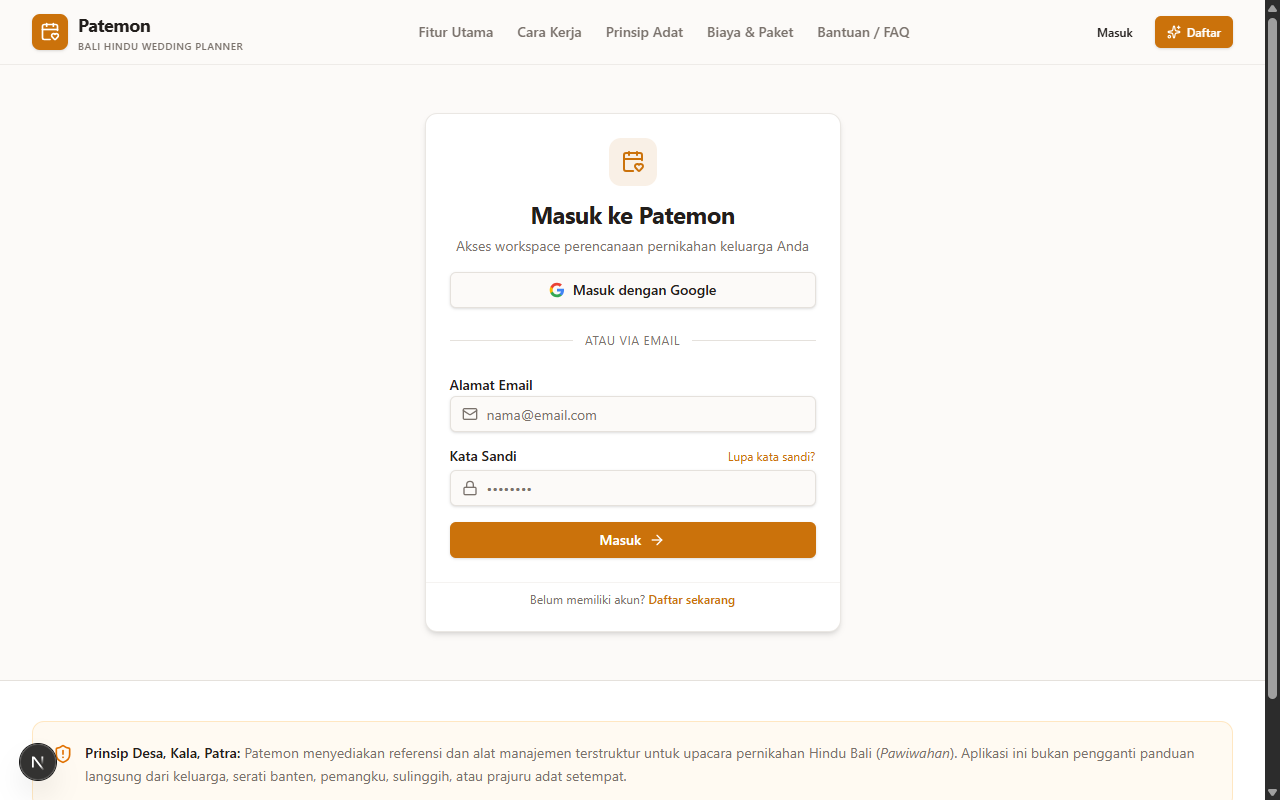 Patemon
BALI HINDU WEDDING PLANNER
Fitur Utama
Cara Kerja
Prinsip Adat
Biaya & Paket
Bantuan / FAQ
Masuk
Daftar
Masuk ke Patemon
Akses workspace perencanaan pernikahan keluarga Anda
Masuk dengan Google
ATAU VIA EMAIL
Alamat Email
nama@email.com
Kata Sandi
Lupa kata sandi?
••••••••
Masuk →
Belum memiliki akun? Daftar sekarang
N
Prinsip Desa, Kala, Patra: Patemon menyediakan referensi dan alat manajemen terstruktur untuk upacara pernikahan Hindu Bali (Pawiwahan). Aplikasi ini bukan pengganti panduan
langsung dari keluarga, serati banten, pemangku, sulinggih, atau prajuru adat setempat.